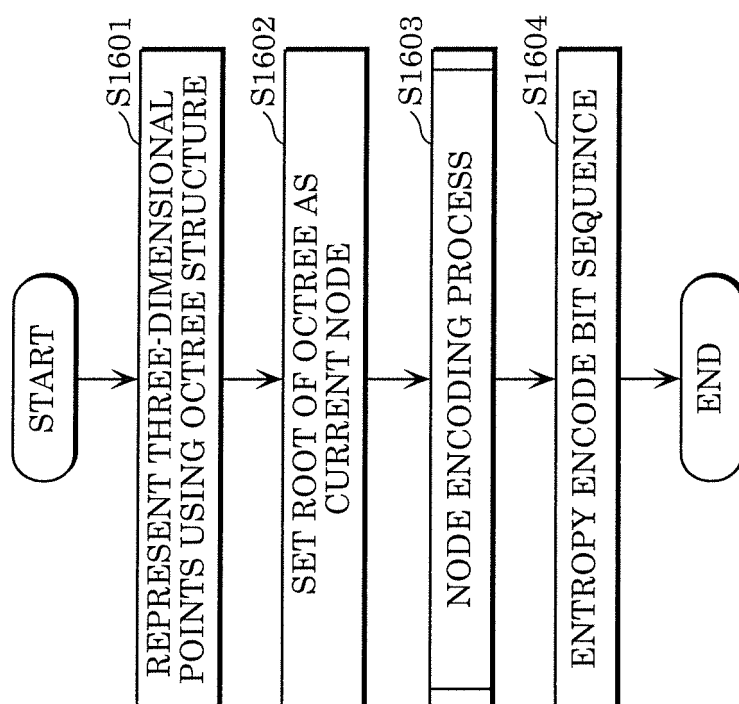 START
S1601
REPRESENT THREE-DIMENSIONAL
POINTS USING OCTREE STRUCTURE
S1602
SET ROOT OF OCTREE AS
CURRENT NODE
S1603
NODE ENCODING PROCESS
S1604
ENTROPY ENCODE BIT SEQUENCE
END